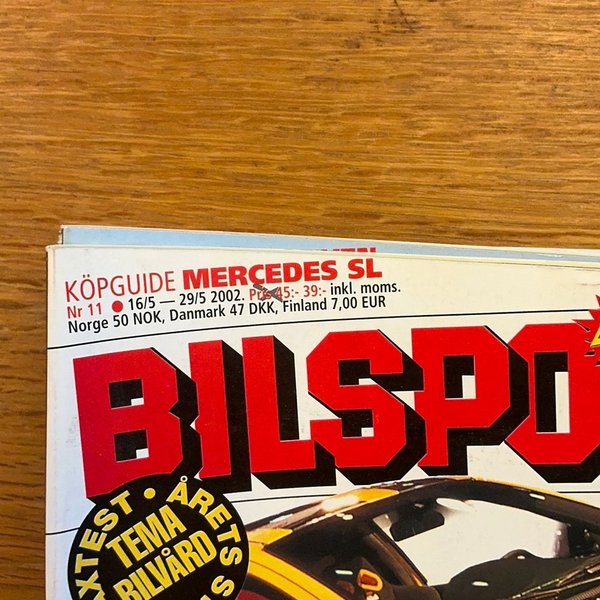 KÖPGUIDE MERCEDES SL
Nr 11 ● 16/5 — 29/5 2002. Pris 45:- 39:- inkl. moms.
Norge 50 NOK, Danmark 47 DKK, Finland 7,00 EUR
BILSPO
ÅRETS
TEMA
BILVÅRD